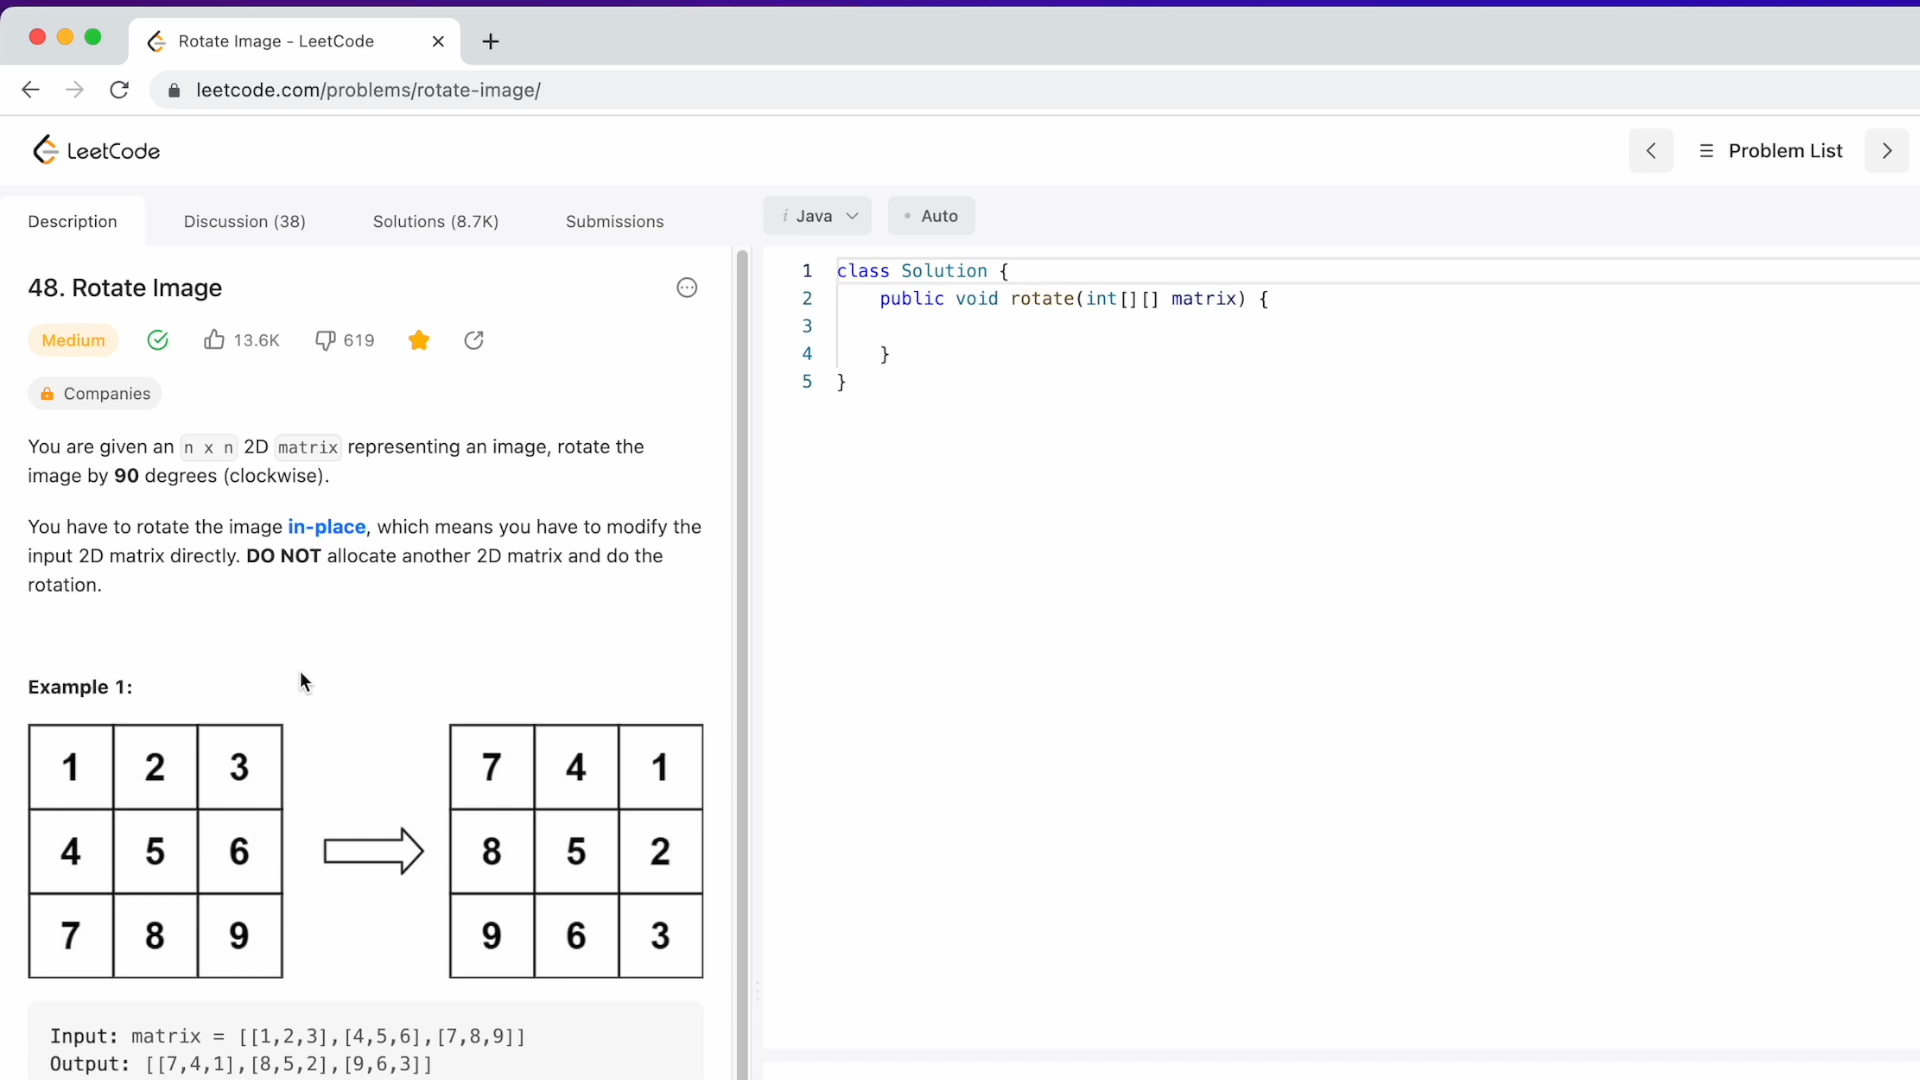 Rotate Image - LeetCode
leetcode.com/problems/rotate-image/
LeetCode
Problem List
Description Discussion (38) Solutions (8.7K) Submissions
i Java • Auto
48. Rotate Image
Medium 13.6K 619
Companies
You are given an n x n 2D matrix representing an image, rotate the
image by 90 degrees (clockwise).
You have to rotate the image in-place, which means you have to modify the
input 2D matrix directly. DO NOT allocate another 2D matrix and do the
rotation.
Example 1:
1 2 3 7 4 1
4 5 6 8 5 2
7 8 9 9 6 3
Input: matrix = [[1,2,3],[4,5,6],[7,8,9]]
Output: [[7,4,1],[8,5,2],[9,6,3]]
1 class Solution {
2 public void rotate(int[][] matrix) {
3
4 }
5 }